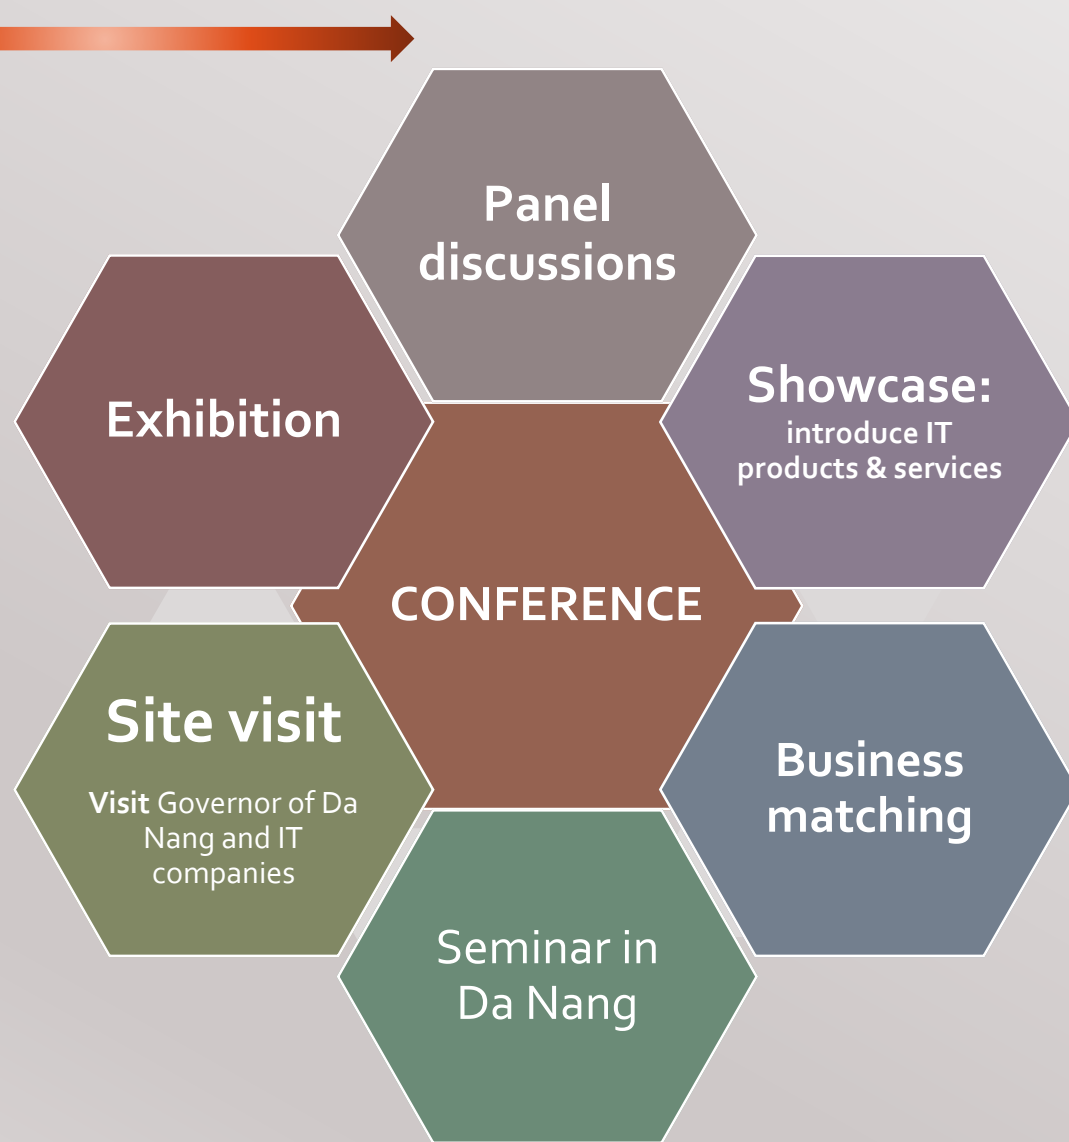 Panel
discussions
Exhibition
Showcase:
introduce IT
products & services
CONFERENCE
Site visit
Visit Governor of Da
Nang and IT
companies
Business
matching
Seminar in
Da Nang